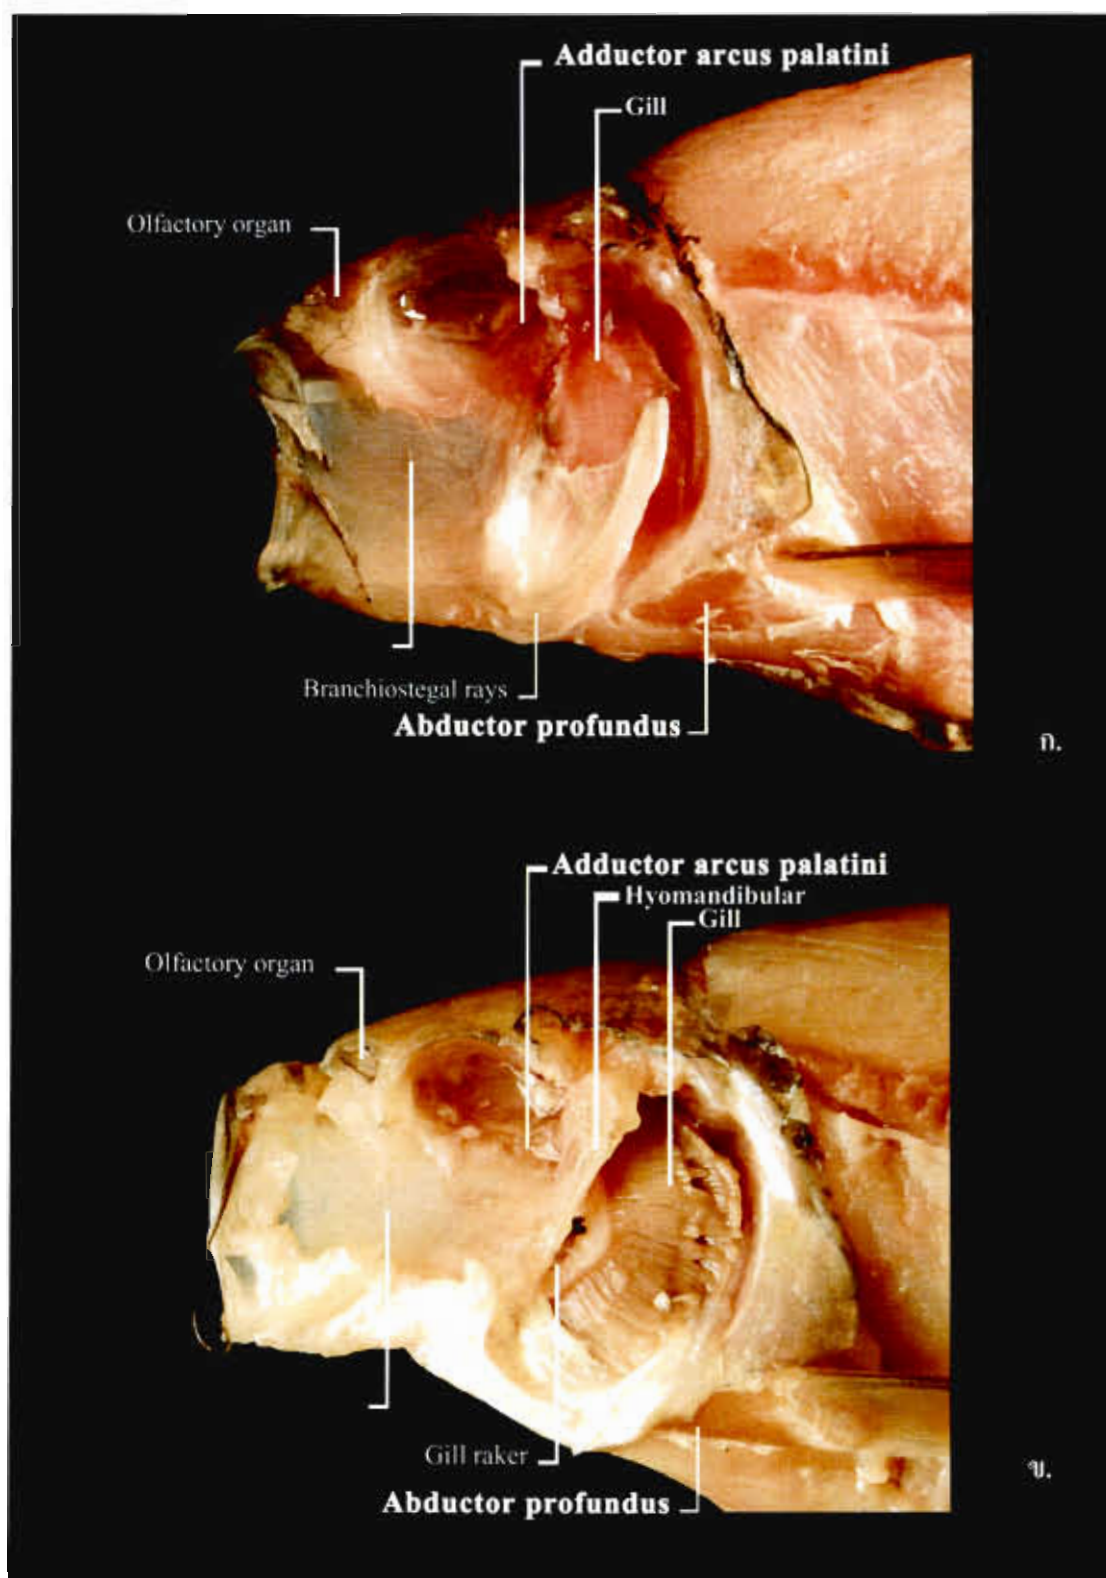 Adductor arcus palatini
Gill
Olfactory organ
Branchiostegal rays
Abductor profundus
ก.
Adductor arcus palatini
Hyomandibular
Gill
Olfactory organ
Gill raker
Abductor profundus
ข.